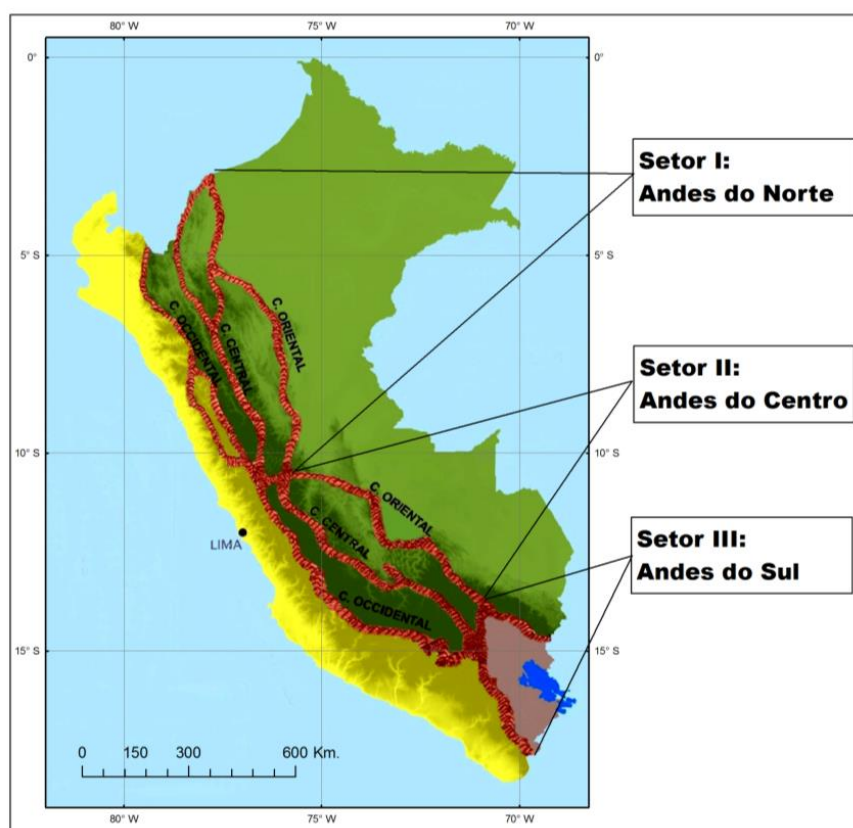 80° W
75° W
70° W
0°
0°
Setor I:
Andes do Norte
5° S
5° S
C. ORIENTAL
C. OCCIDENTAL
C. CENTRAL
Setor II:
Andes do Centro
10° S
10° S
C. ORIENTAL
C. CENTRAL
LIMA
Setor III:
Andes do Sul
C. OCCIDENTAL
15° S
15° S
0 150 300 600 Km.
80° W
75° W
70° W